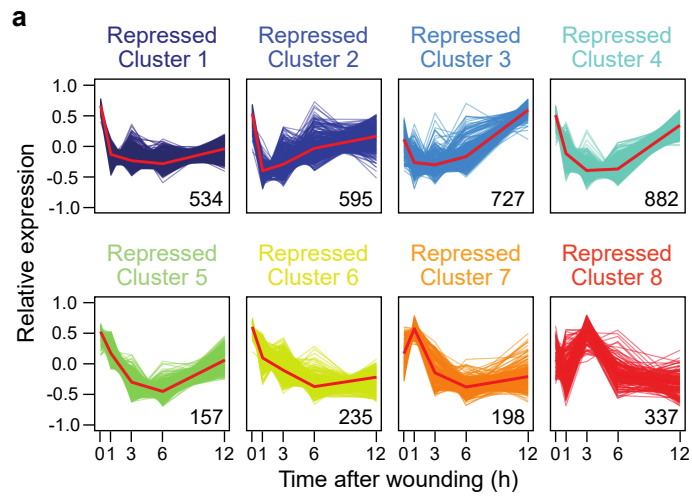 a
Repressed Cluster 1
Repressed Cluster 2
Repressed Cluster 3
Repressed Cluster 4
Relative expression
1.0
0.5
0.0
-0.5
-1.0
534
595
727
882
Repressed Cluster 5
Repressed Cluster 6
Repressed Cluster 7
Repressed Cluster 8
1.0
0.5
0.0
-0.5
-1.0
157
235
198
337
0 1 3 6 12
0 1 3 6 12
0 1 3 6 12
0 1 3 6 12
Time after wounding (h)